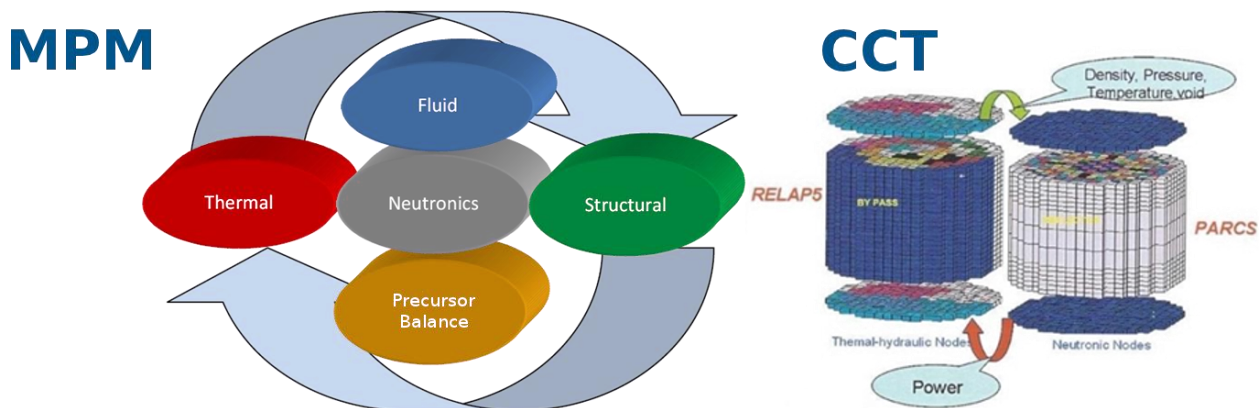 MPM
Fluid
Thermal
Neutronics
Structural
Precursor
Balance
CCT
Density, Pressure,
Temperature,void
RELAP5
BY PASS
PARCS
Themal-hydraulic Nodes
Neutronic Nodes
Power